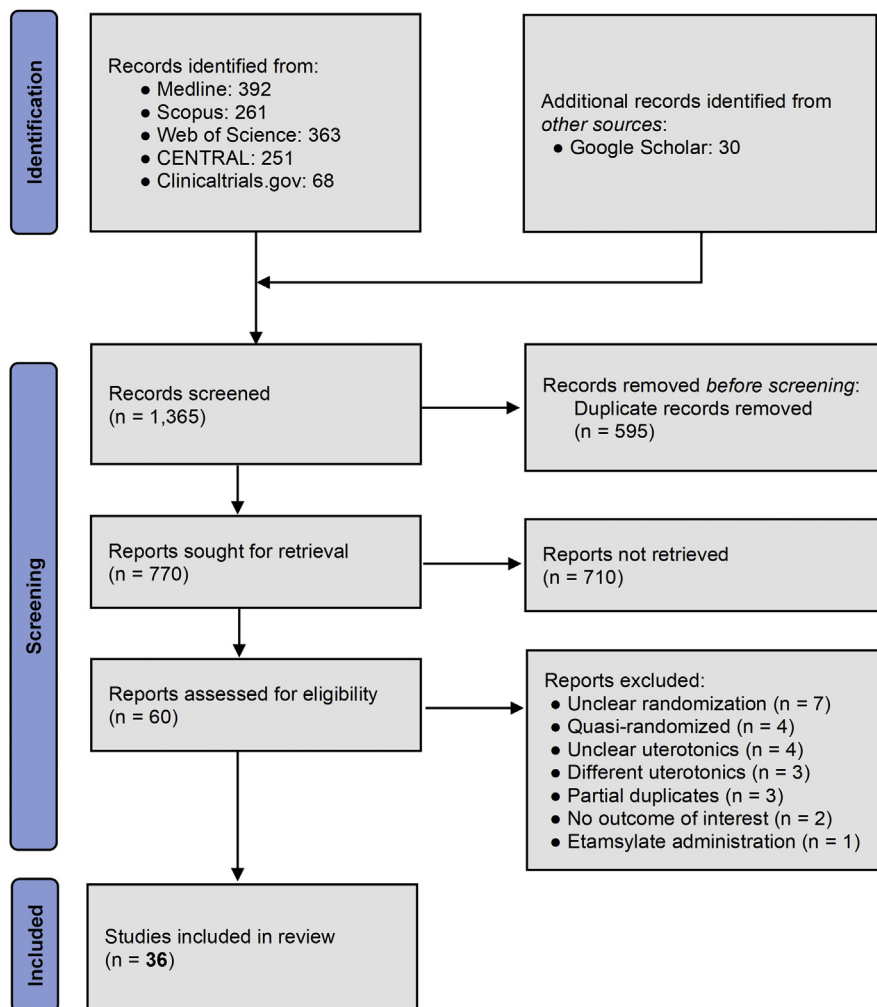 Identification
Records identified from:
● Medline: 392
● Scopus: 261
● Web of Science: 363
● CENTRAL: 251
● Clinicaltrials.gov: 68
Additional records identified from
other sources:
● Google Scholar: 30
Screening
Records screened
(n = 1,365)
Records removed before screening:
Duplicate records removed
(n = 595)
Reports sought for retrieval
(n = 770)
Reports not retrieved
(n = 710)
Reports assessed for eligibility
(n = 60)
Reports excluded:
● Unclear randomization (n = 7)
● Quasi-randomized (n = 4)
● Unclear uterotonics (n = 4)
● Different uterotonics (n = 3)
● Partial duplicates (n = 3)
● No outcome of interest (n = 2)
● Etamsylate administration (n = 1)
Included
Studies included in review
(n = 36)